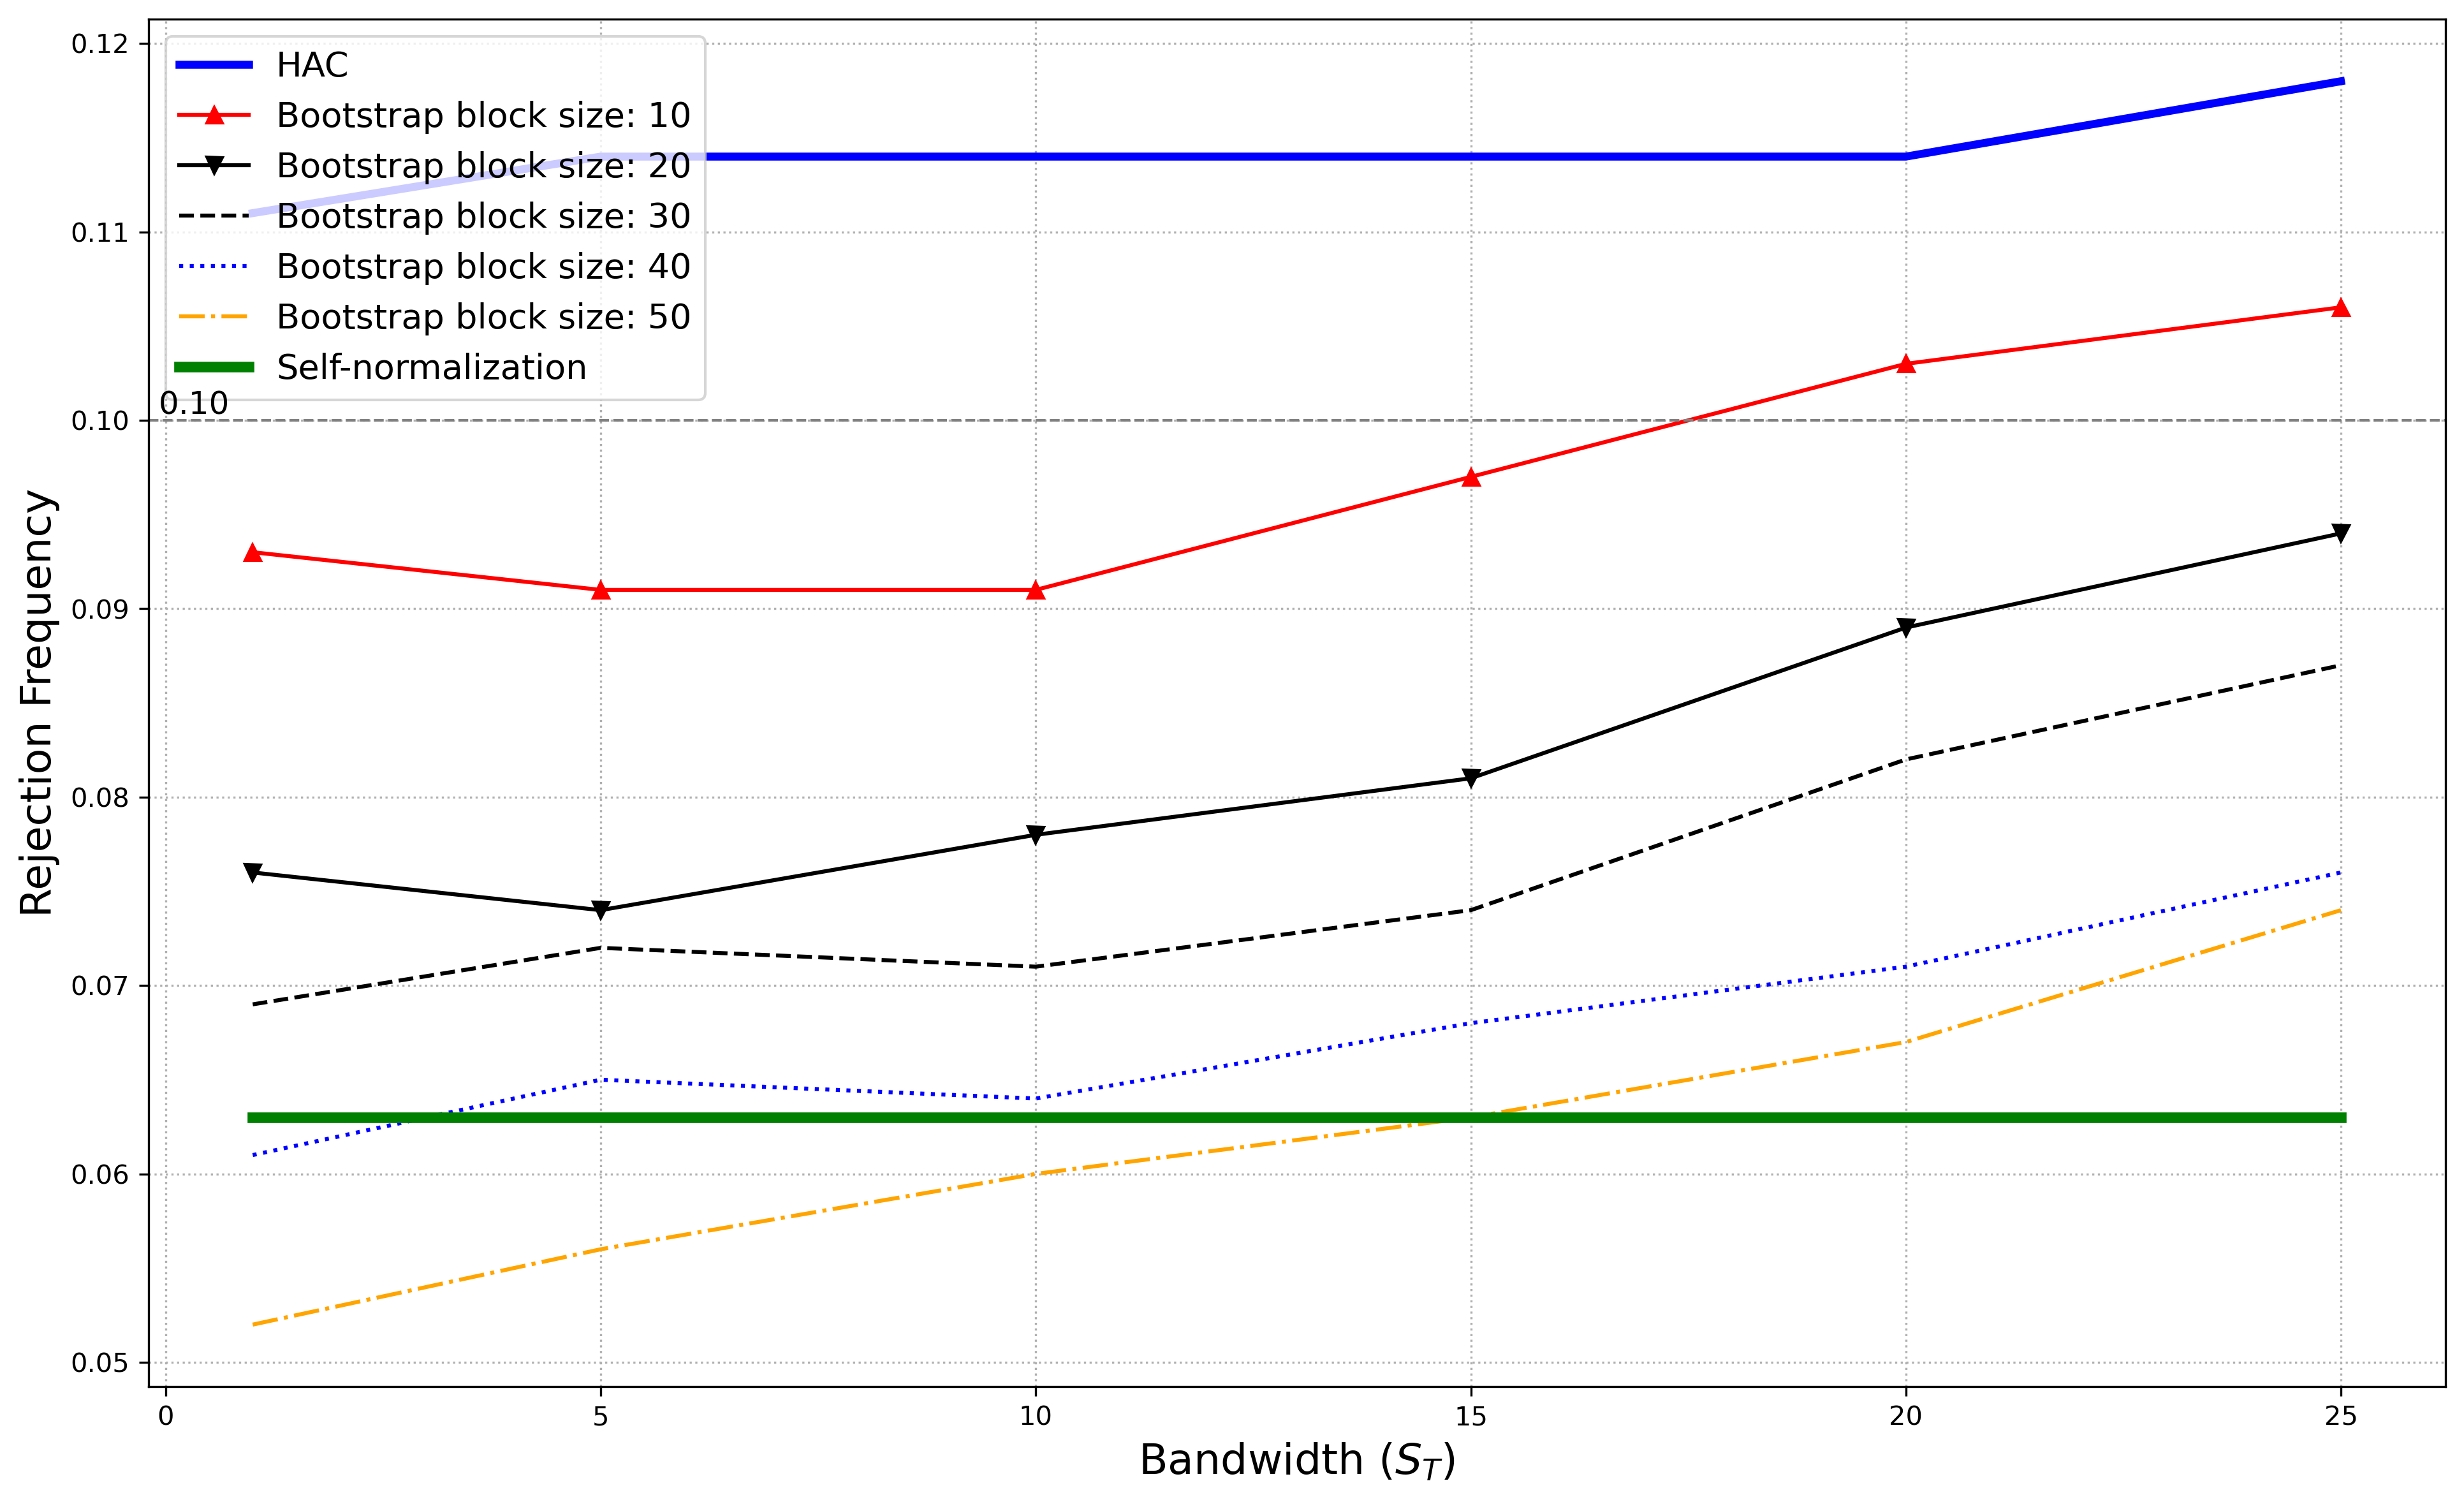 0.12
0.11
0.10
0.09
0.08
0.07
0.06
0.05
Rejection Frequency
HAC
Bootstrap block size: 10
Bootstrap block size: 20
Bootstrap block size: 30
Bootstrap block size: 40
Bootstrap block size: 50
Self-normalization
0.10
0 5 10 15 20 25
Bandwidth (S_T)